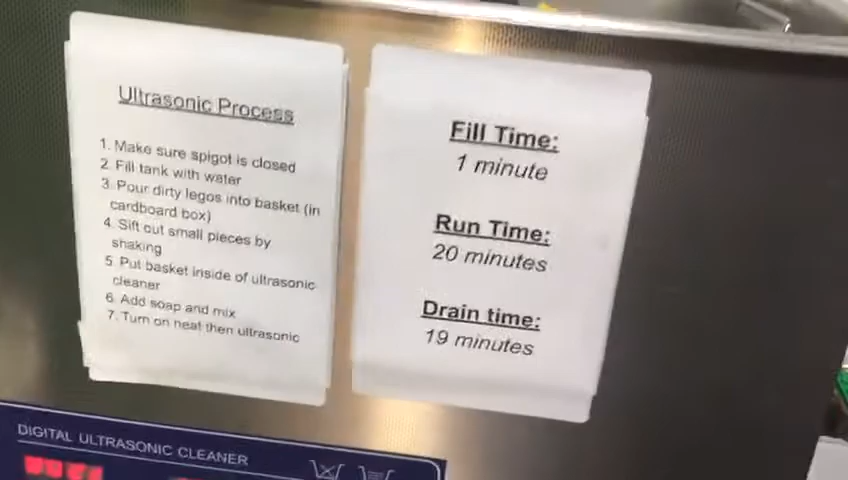 Ultrasonic Process
1. Make sure spigot is closed
2. Fill tank with water
3. Pour dirty legos into basket (in
cardboard box)
4. Sift out small pieces by
shaking
5. Put basket inside of ultrasonic
cleaner
6. Add soap and mix
7. Turn on heat then ultrasonic
Fill Time:
1 minute
Run Time:
20 minutes
Drain time:
19 minutes
DIGITAL ULTRASONIC CLEANER